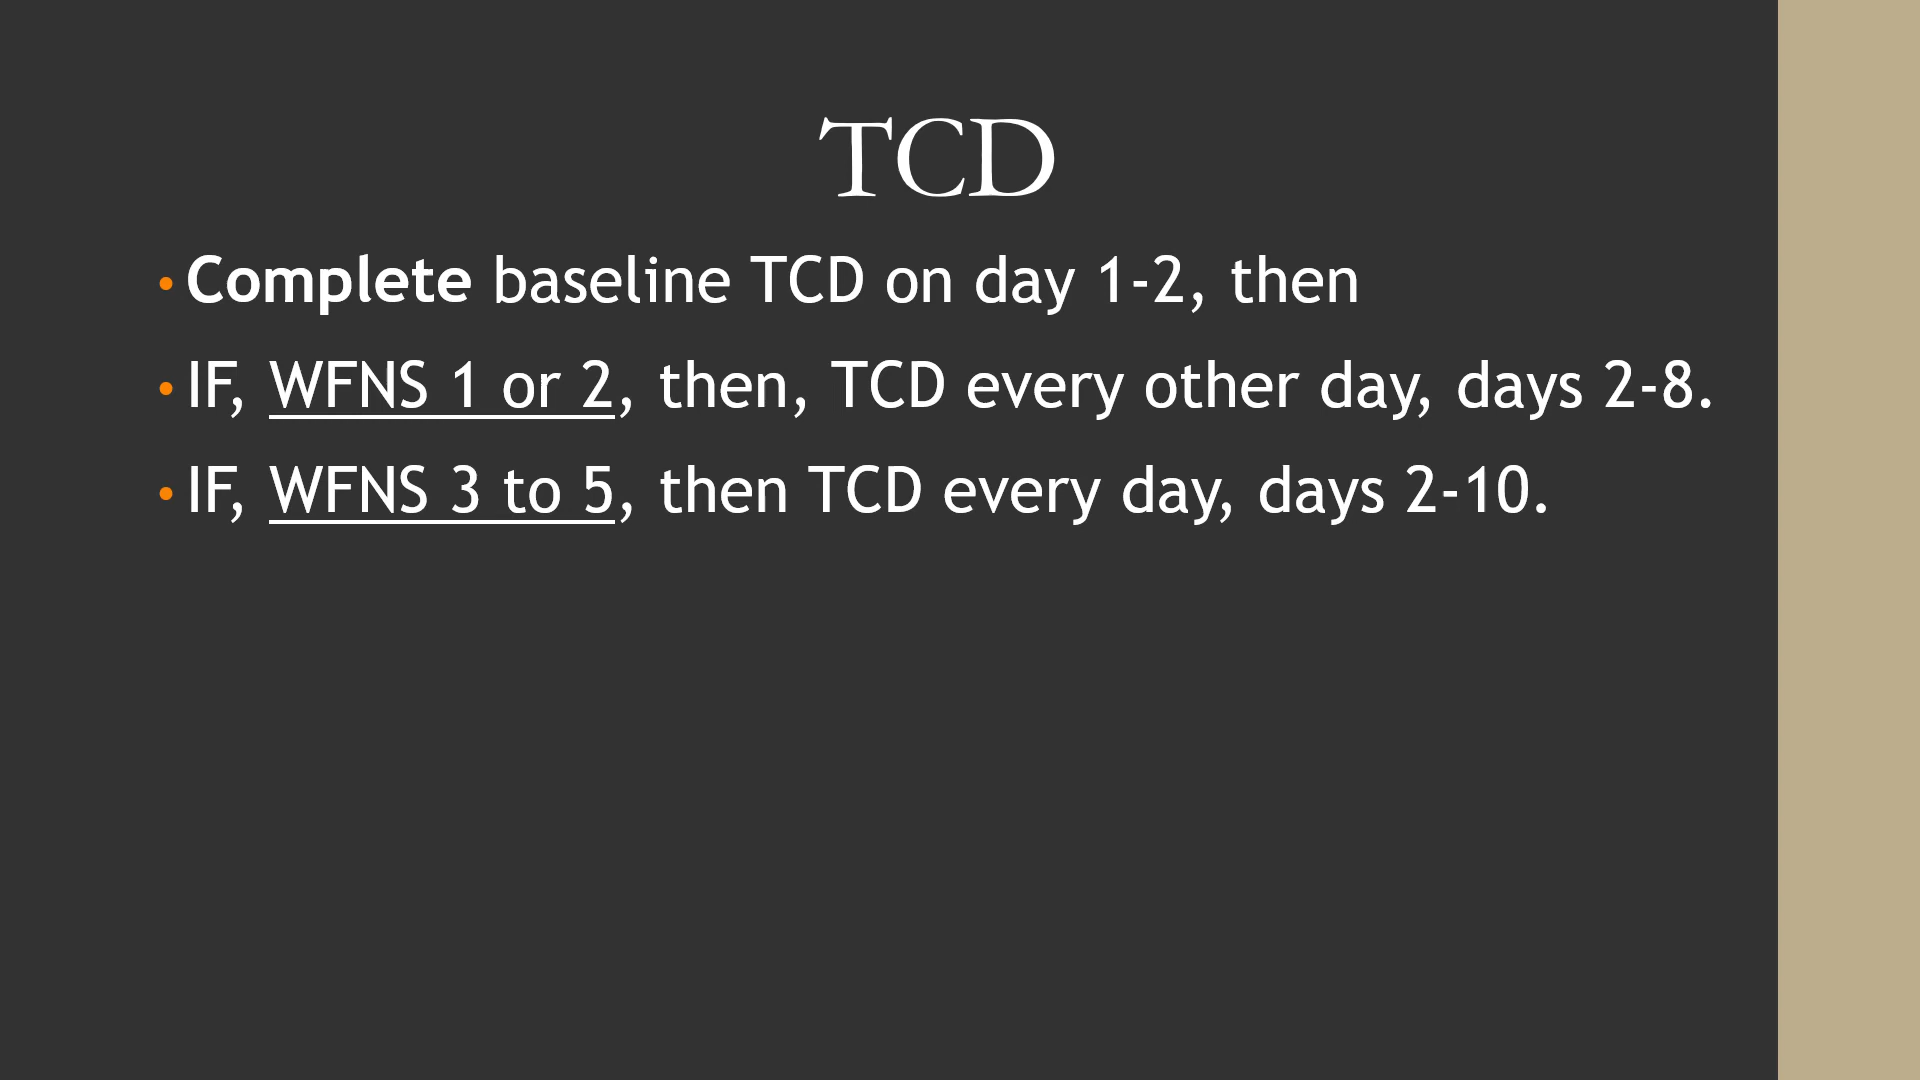 TCD
• Complete baseline TCD on day 1-2, then
• IF, WFNS 1 or 2, then, TCD every other day, days 2-8.
• IF, WFNS 3 to 5, then TCD every day, days 2-10.